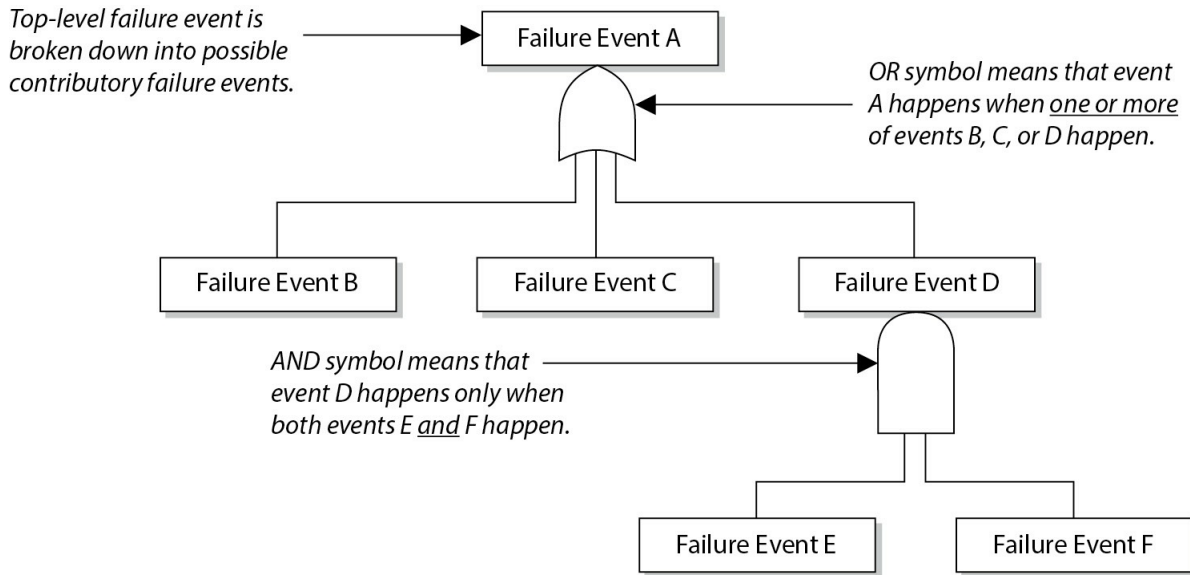 Top-level failure event is
broken down into possible
contributory failure events.
Failure Event A
OR symbol means that event
A happens when one or more
of events B, C, or D happen.
Failure Event B
Failure Event C
Failure Event D
AND symbol means that
event D happens only when
both events E and F happen.
Failure Event E
Failure Event F